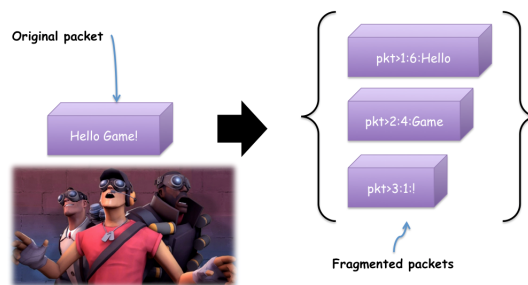 Original packet
Hello Game!
pkt>1:6:Hello
pkt>2:4:Game
pkt>3:1:!
Fragmented packets